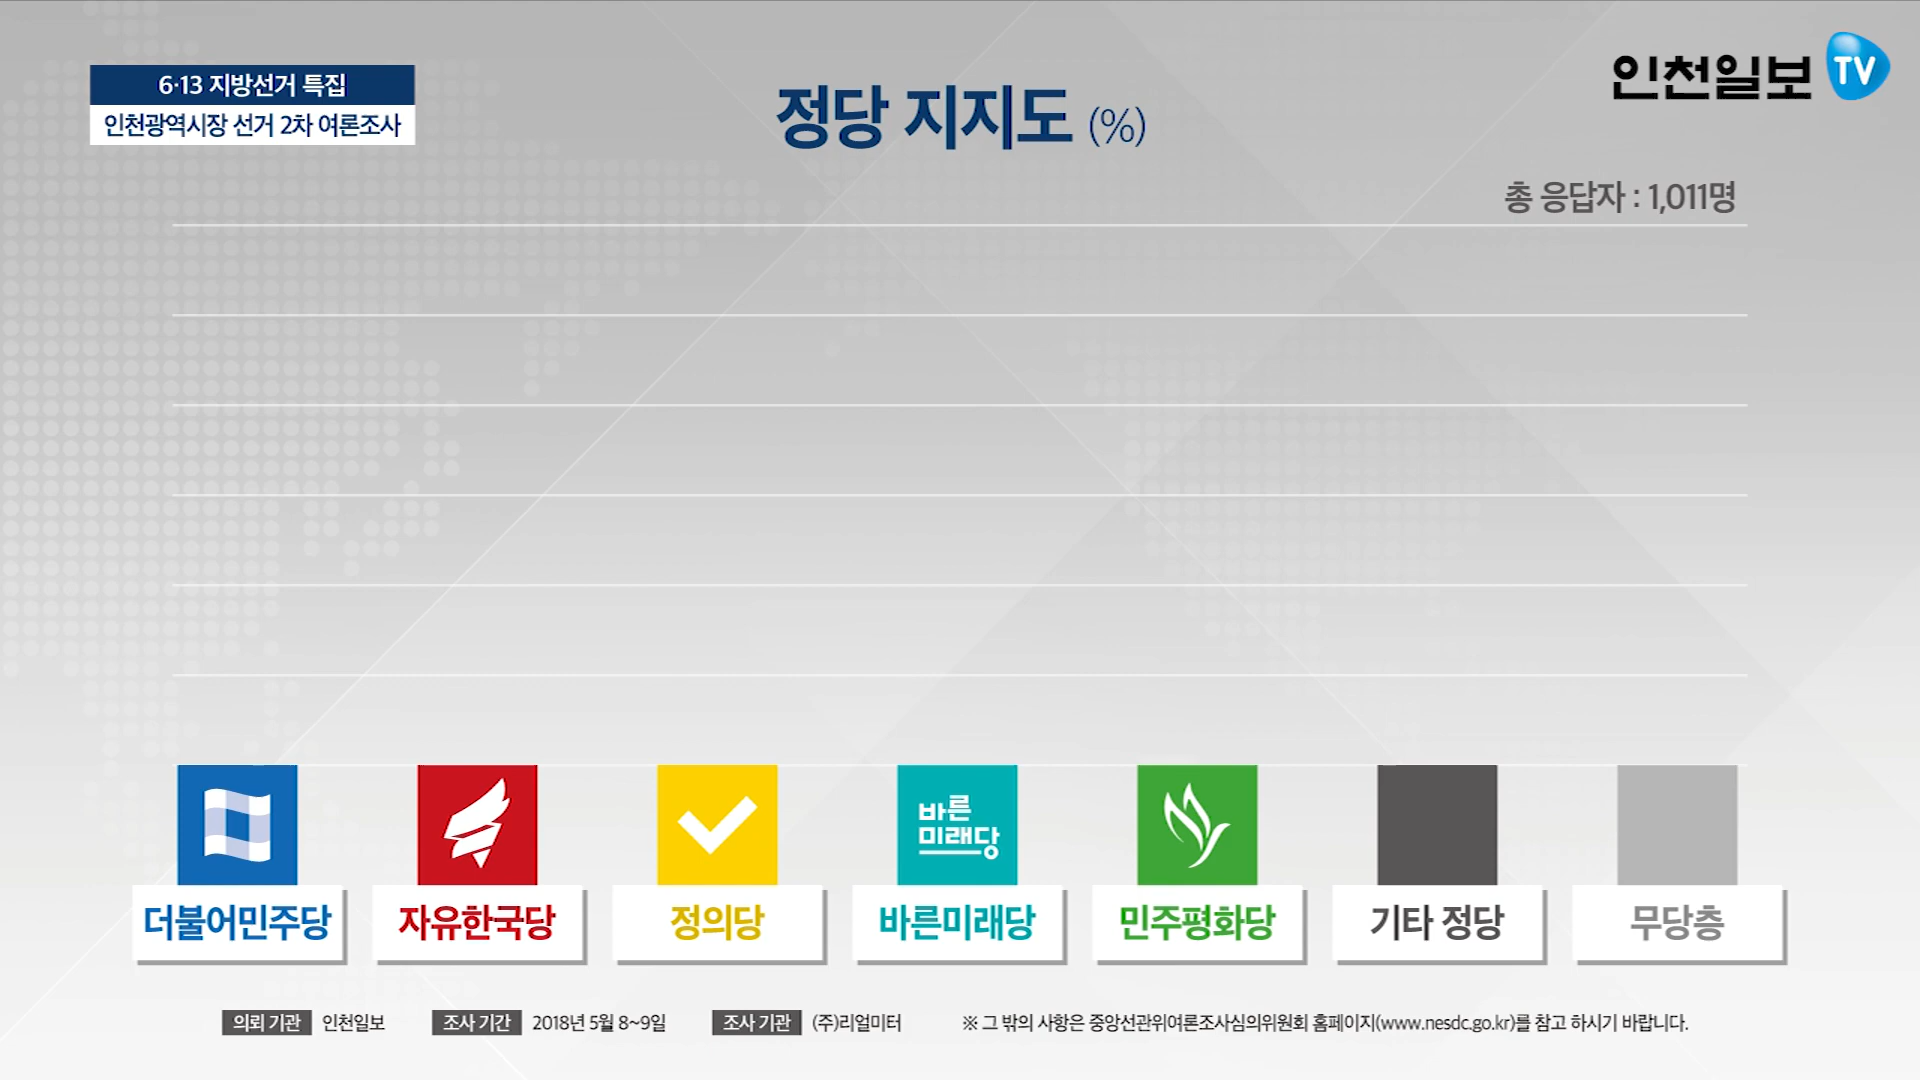 6·13 지방선거 특집
인천광역시장 선거 2차 여론조사
정당 지지도 (%)
인천일보 TV
총 응답자 : 1,011명
바른
미래당
더불어민주당
자유한국당
정의당
바른미래당
민주평화당
기타 정당
무당층
의뢰 기관 인천일보 조사 기간 2018년 5월 8~9일 조사 기관 (주)리얼미터 ※ 그 밖의 사항은 중앙선관위여론조사심의위원회 홈페이지(www.nesdc.go.kr)를 참고 하시기 바랍니다.